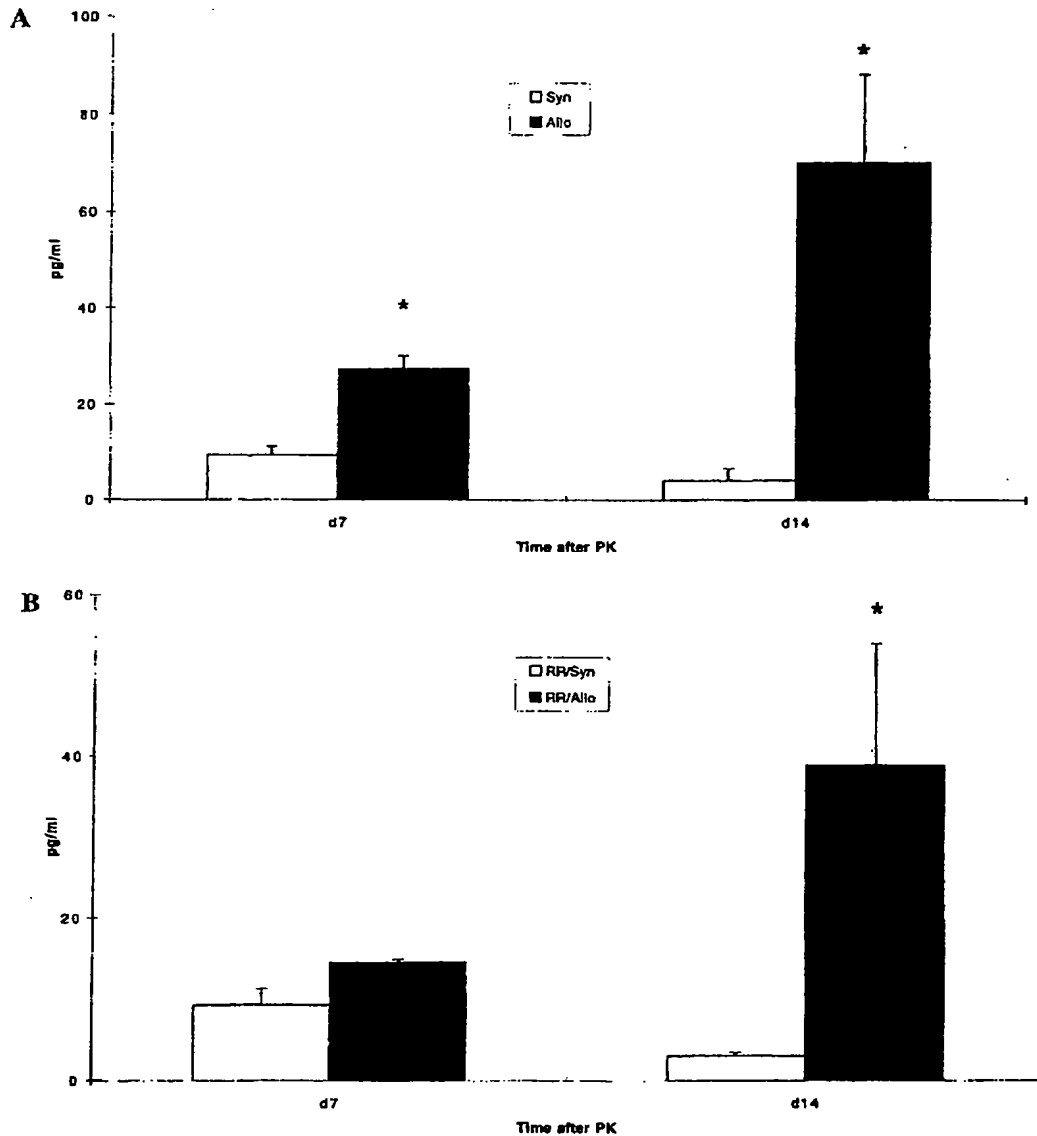 A
100
80
60
40
20
0
pg/ml
Syn
Allo
*
*
d7
d14
Time after PK
B
60
40
20
0
pg/ml
RR/Syn
RR/Allo
*
d7
d14
Time after PK